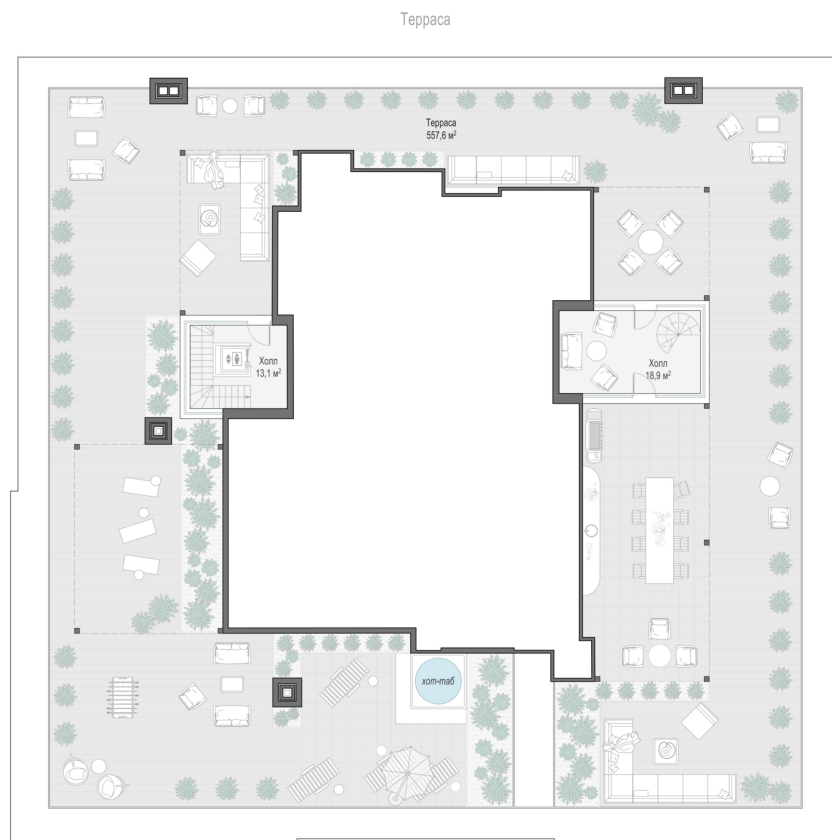 Терраса
Терраса
557,6 м²
Холл
13,1 м²
Холл
18,9 м²
хот-таб